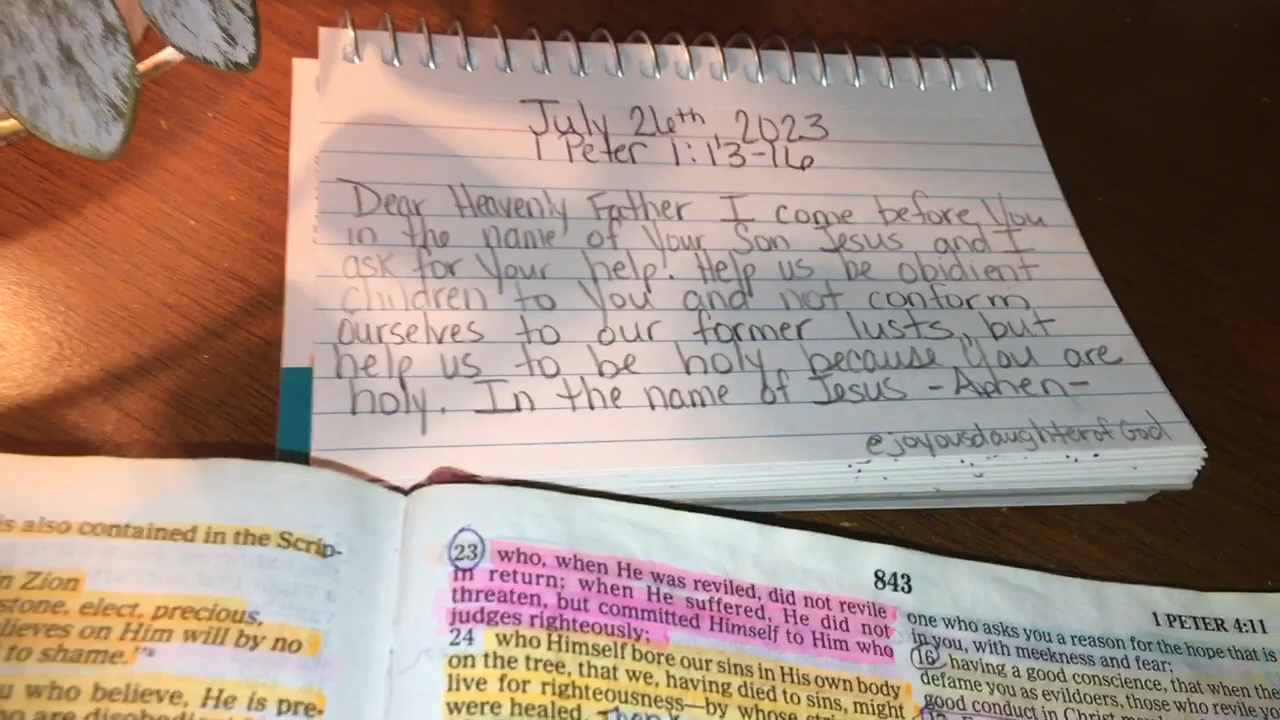 July 26th, 2023
1 Peter 1:13-16
Dear Heavenly Father I come before You
in the name of Your Son Jesus and I
ask for Your help. Help us be obidient
children to You and not conform
ourselves to our former lusts, but
help us to be holy, because You are
holy. In the name of Jesus -Amen-
@joyousdaughterofGod
is also contained in the Scrip-
n Zion
stone, elect, precious,
lieves on Him will by no
to shame."
u who believe, He is pre-
843
1 PETER 4:11
23 who, when He was reviled, did not revile
in return; when He suffered, He did not
threaten, but committed Himself to Him who
judges righteously;
24 who Himself bore our sins in His own body
on the tree, that we, having died to sins, might
live for righteousness—by whose
were healed.
one who asks you a reason for the hope that is
in you, with meekness and fear;
16 having a good conscience, that when the
defame you as evildoers, those who revile yo
good conduct in